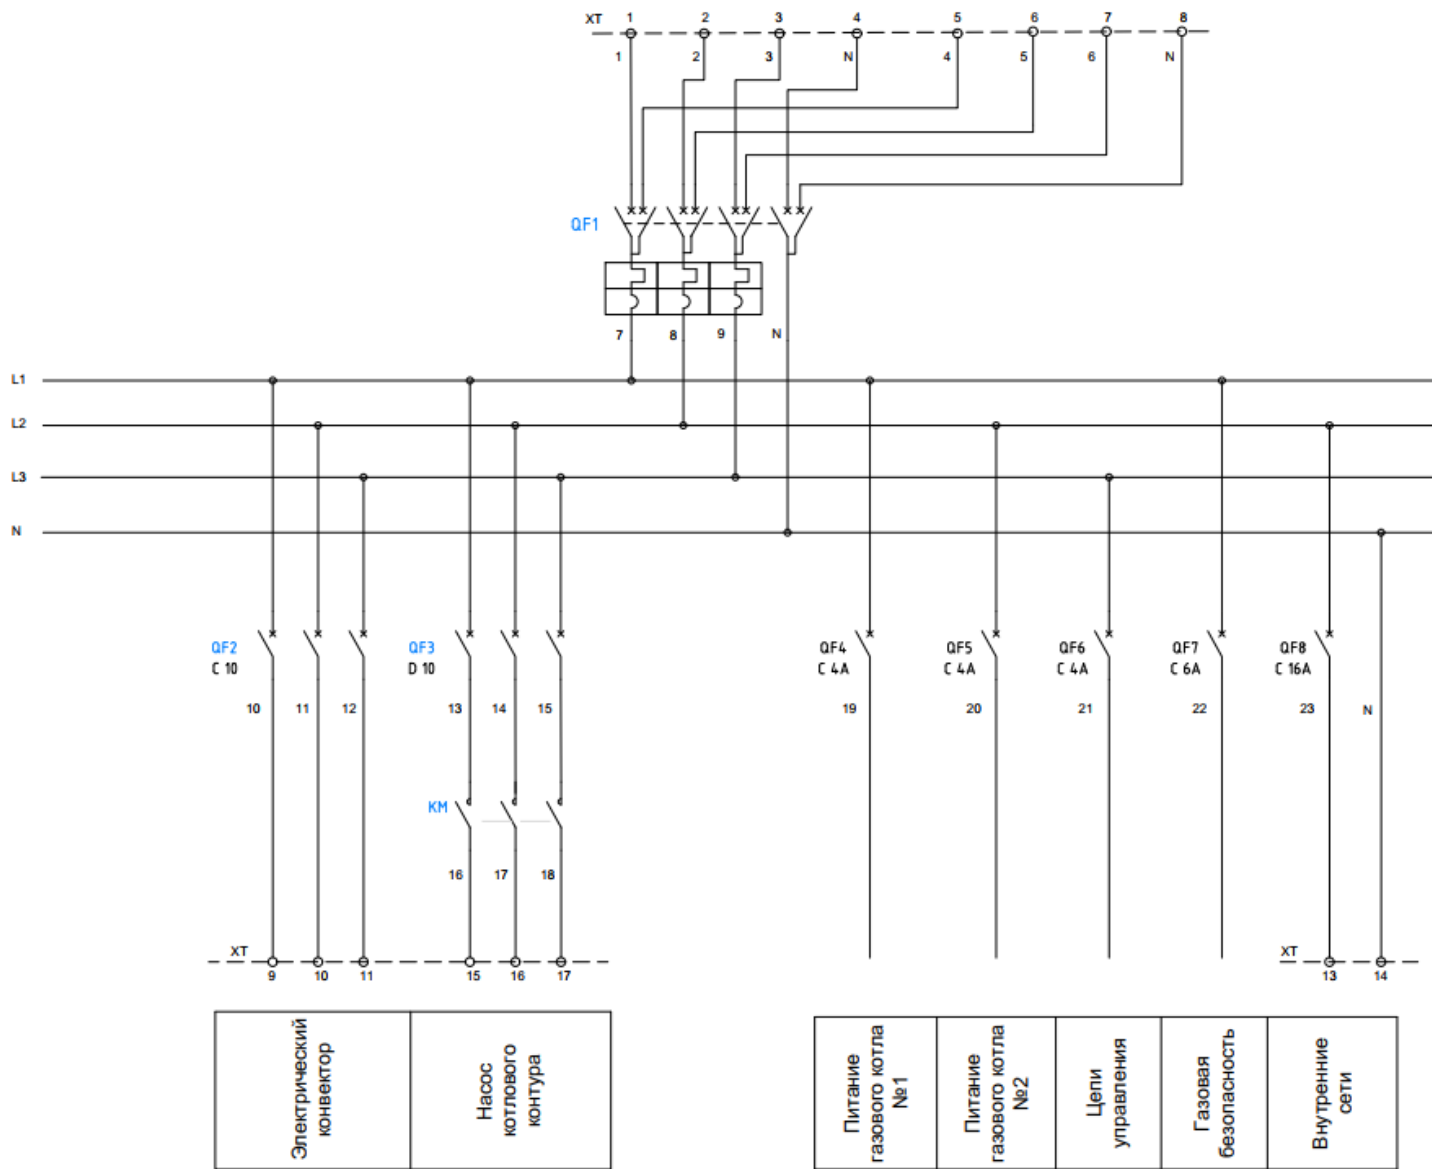 XT 1 2 3 4 5 6 7 8
1 2 3 N 4 5 6 N
QF1
7 8 9 N
L1
L2
L3
N
QF2 QF3 QF4 QF5 QF6 QF7 QF8
C 10 D 10 C 4A C 4A C 4A C 6A C 16A
10 11 12 13 14 15 19 20 21 22 23 N
KM
16 17 18
XT XT
9 10 11 15 16 17 13 14
Электрический
конвектор
Насос
котлового
контура
Питание
газового котла
№1
Питание
газового котла
№2
Цепи
управления
Газовая
безопасность
Внутренние
сети